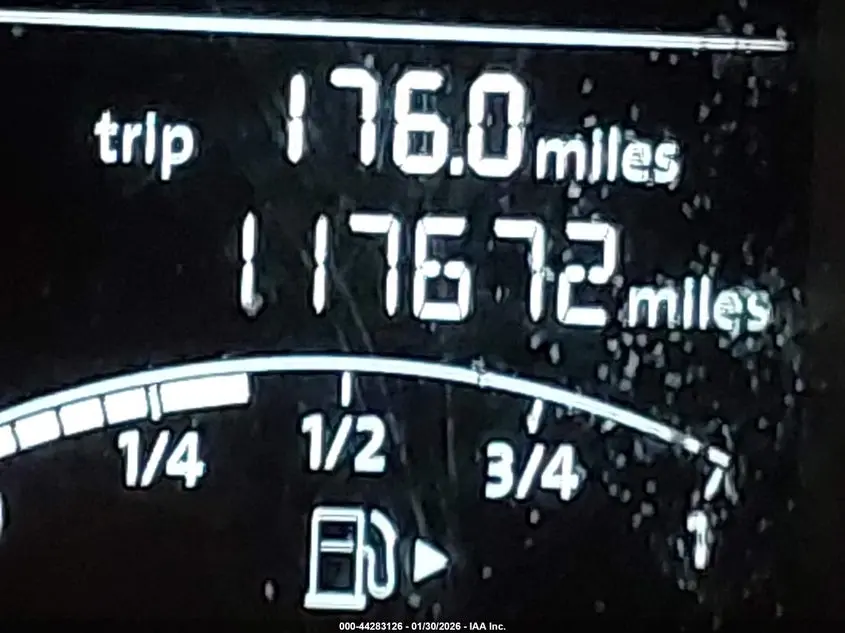 trip 176.0 miles
117672 miles
1/4 1/2 3/4 1
000-44283126 - 01/30/2026 - IAA Inc.